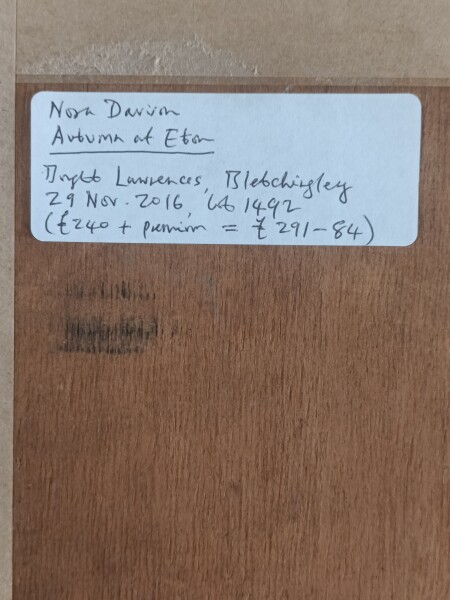 Nora Davison
Autumn at Eton
Bought Lawrences, Bletchingley
29 Nov. 2016, lot 1492
(£240 + premium = £291-84)